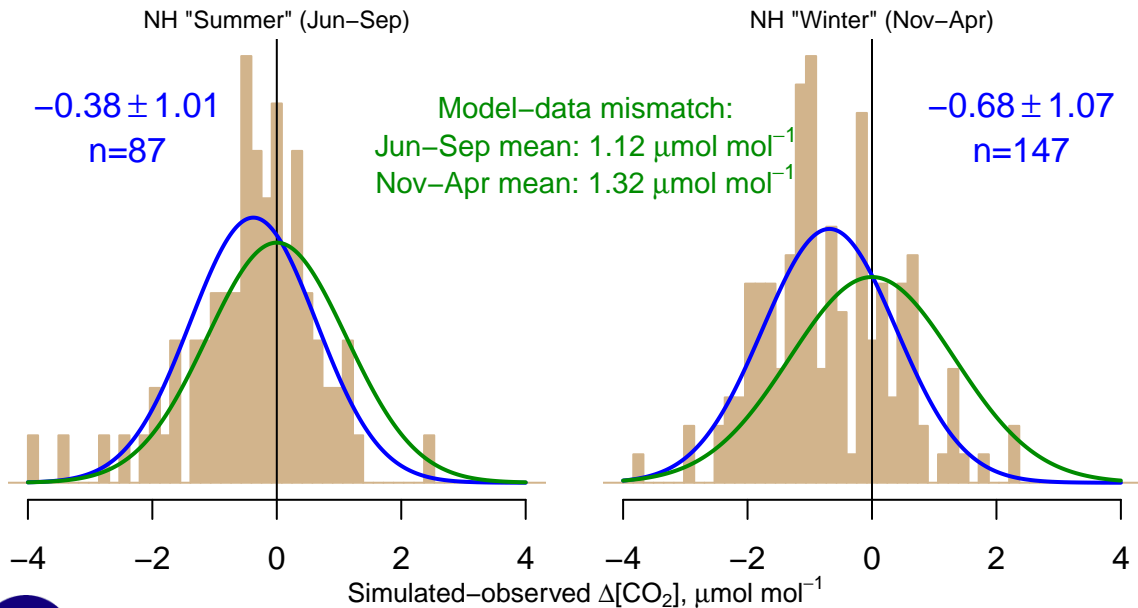 NH "Summer" (Jun−Sep)
NH "Winter" (Nov−Apr)
−0.38 ± 1.01
n=87
Model−data mismatch:
Jun−Sep mean: 1.12 μmol mol⁻¹
Nov−Apr mean: 1.32 μmol mol⁻¹
−0.68 ± 1.07
n=147
−4 −2 0 2 4
−4 −2 0 2 4
Simulated−observed Δ[CO₂], μmol mol⁻¹